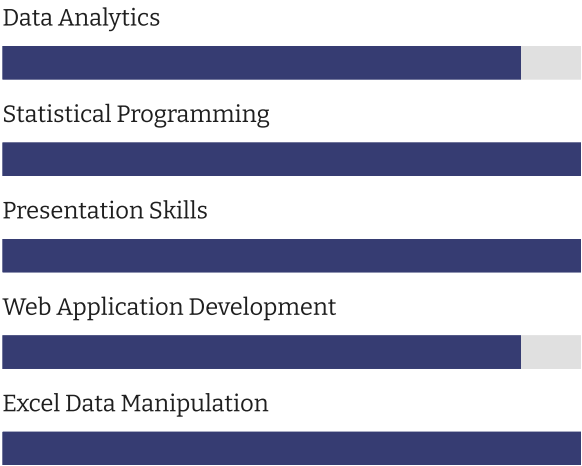 Data Analytics
Statistical Programming
Presentation Skills
Web Application Development
Excel Data Manipulation